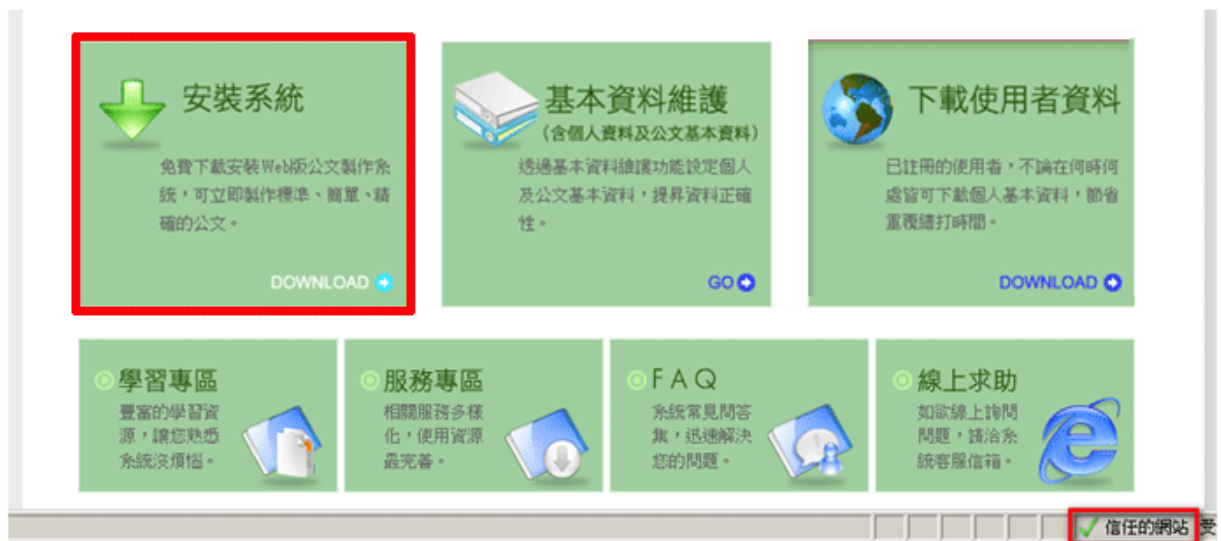 安裝系統
免費下載安裝Web版公文製作系
統，可立即製作標準、簡單、精
確的公文。
DOWNLOAD
基本資料維護
(含個人資料及公文基本資料)
透過基本資料維護功能設定個人
及公文基本資料，提昇資料正確
性。
GO
下載使用者資料
已註冊的使用者，不論在何時何
處皆可下載個人基本資料，節省
重覆繕打時間。
DOWNLOAD
學習專區
豐富的學習資
源，讓您熟悉
系統沒煩惱。
服務專區
相關服務多樣
化，使用資源
最完善。
FAQ
系統常見問答
集，迅速解決
您的問題。
線上求助
如欲線上詢問
問題，請洽系
統客服信箱。
信任的網站 受